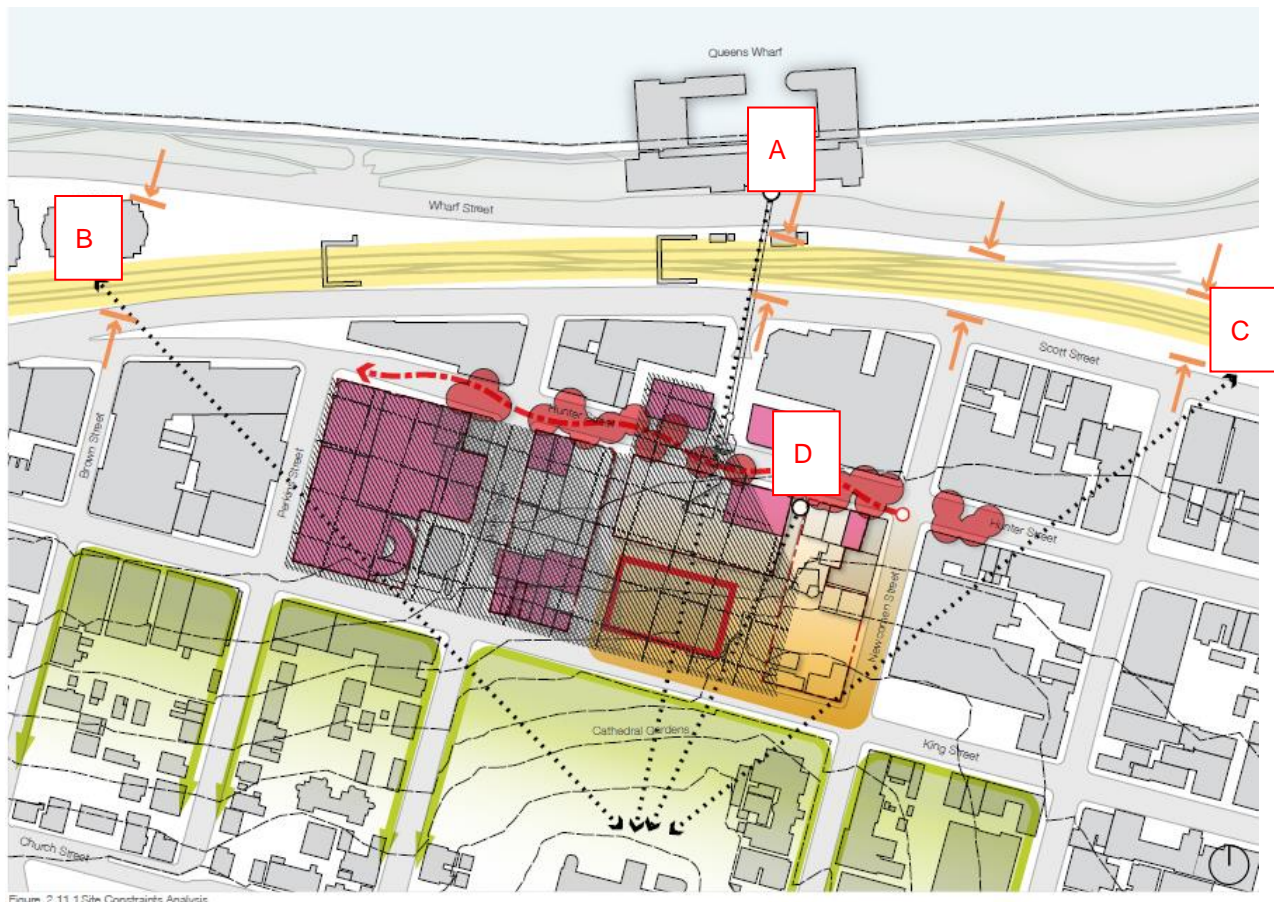 Queens Wharf
A
B
Wharf Street
C
Scott Street
Hunter Street
D
Brown Street
Perkins Street
Hunter Street
Newcomen Street
Cathedral Gardens
King Street
Church Street
Figure 2.11.1 Site Constraints Analysis